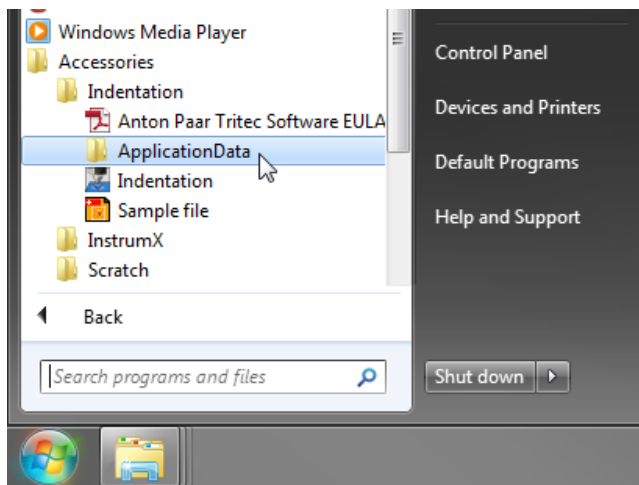 Windows Media Player
Accessories
Indentation
Anton Paar Tritec Software EULA
ApplicationData
Indentation
Sample file
InstrumX
Scratch
Back
Search programs and files
Control Panel
Devices and Printers
Default Programs
Help and Support
Shut down